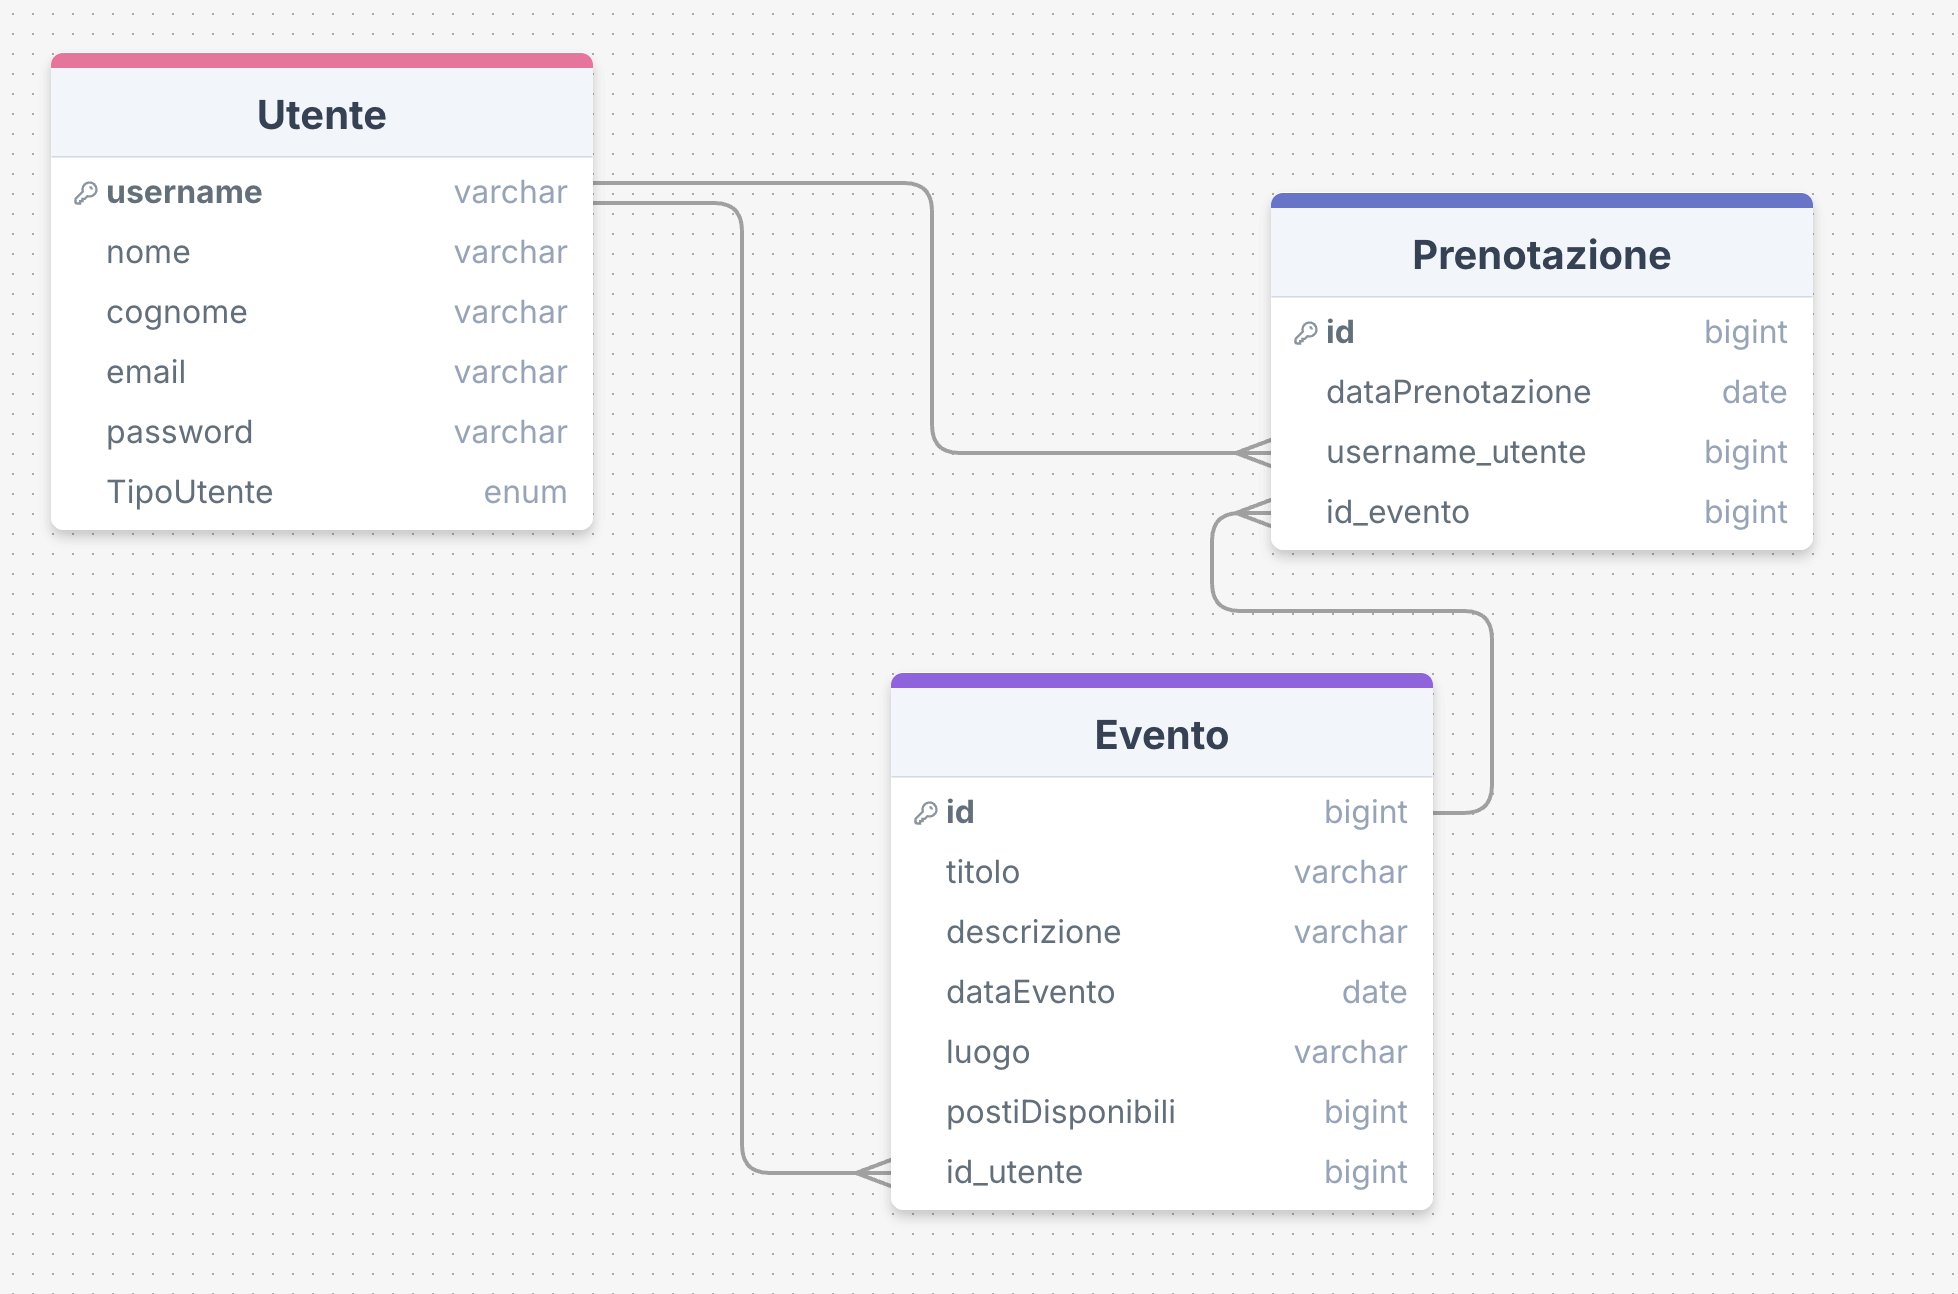 Utente
username varchar
nome varchar
cognome varchar
email varchar
password varchar
TipoUtente enum
Prenotazione
id bigint
dataPrenotazione date
username_utente bigint
id_evento bigint
Evento
id bigint
titolo varchar
descrizione varchar
dataEvento date
luogo varchar
postiDisponibili bigint
id_utente bigint